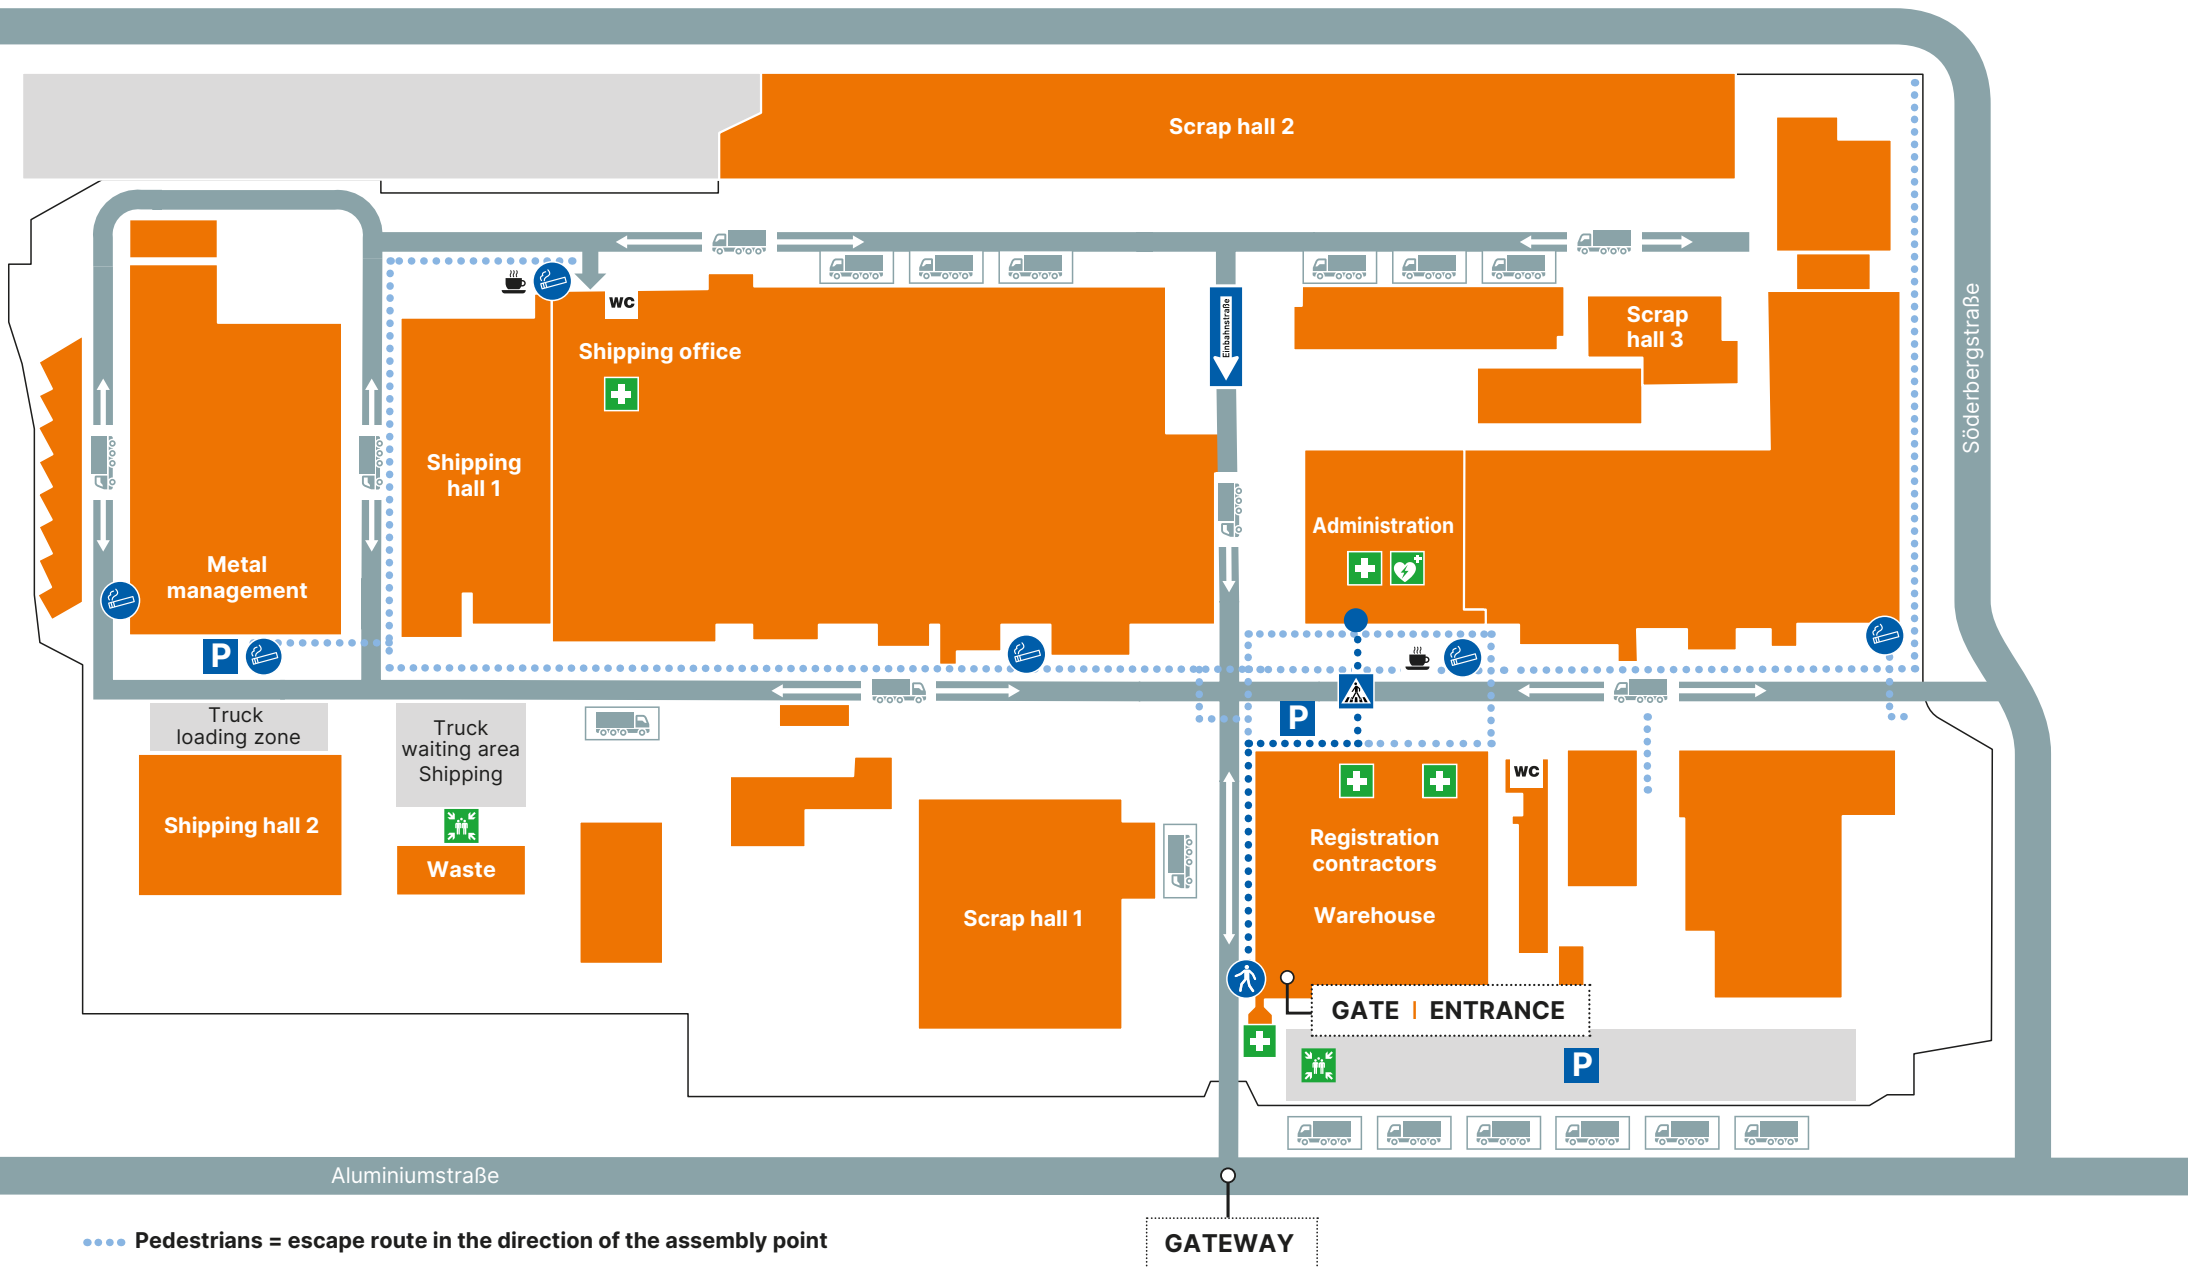 Scrap hall 2
WC
Shipping office
Einbahnstraße
Scrap
hall 3
Söderbergstraße
Shipping
hall 1
Administration
Metal
management
P
Truck
loading zone
Truck
waiting area
Shipping
P
WC
Shipping hall 2
Waste
Registration
contractors
Warehouse
Scrap hall 1
GATE | ENTRANCE
P
Aluminiumstraße
Pedestrians = escape route in the direction of the assembly point
GATEWAY